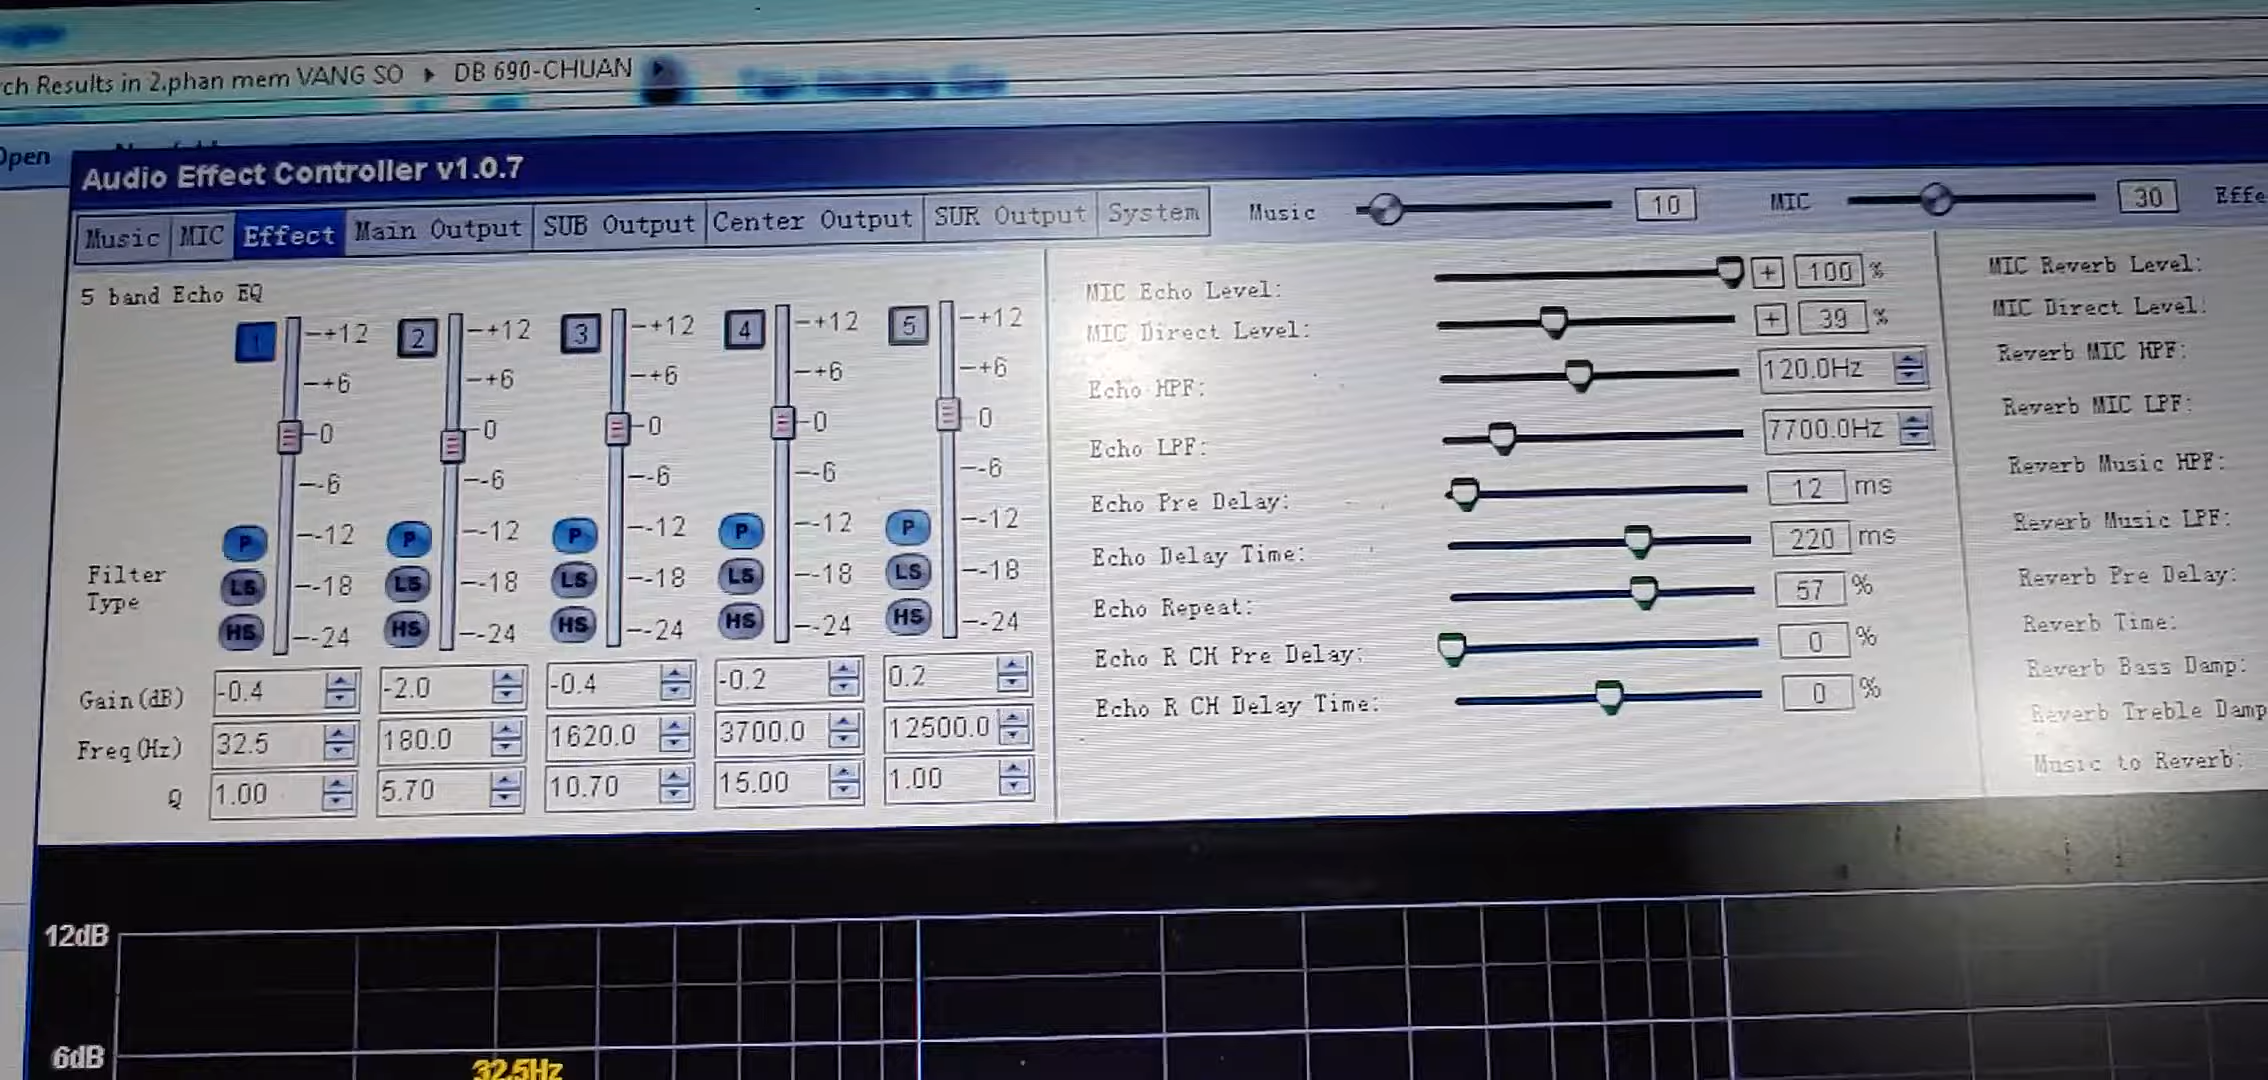 ch Results in 2.phan mem VANG SO ▸ DB 690-CHUAN ▸
Open
Audio Effect Controller v1.0.7
Music MIC Effect Main Output SUB Output Center Output SUR Output System Music 10 MIC 30 Effe
5 band Echo EQ
1 2 3 4 5
-+12 -+12 -+12 -+12 -+12
-+6 -+6 -+6 -+6 -+6
-0 -0 -0 -0 -0
--6 --6 --6 --6 --6
--12 --12 --12 --12 --12
--18 --18 --18 --18 --18
--24 --24 --24 --24 --24
Filter Type
P P P P P
LS LS LS LS LS
HS HS HS HS HS
Gain(dB) -0.4 -2.0 -0.4 -0.2 0.2
Freq(Hz) 32.5 180.0 1620.0 3700.0 12500.0
Q 1.00 5.70 10.70 15.00 1.00
MIC Echo Level: + 100 %
MIC Direct Level: + 39 %
Echo HPF: 120.0Hz
Echo LPF: 7700.0Hz
Echo Pre Delay: 12 ms
Echo Delay Time: 220 ms
Echo Repeat: 57 %
Echo R CH Pre Delay: 0 %
Echo R CH Delay Time: 0 %
MIC Reverb Level:
MIC Direct Level:
Reverb MIC HPF:
Reverb MIC LPF:
Reverb Music HPF:
Reverb Music LPF:
Reverb Pre Delay:
Reverb Time:
Reverb Bass Damp:
Reverb Treble Damp
Music to Reverb:
12dB
6dB
32.5Hz